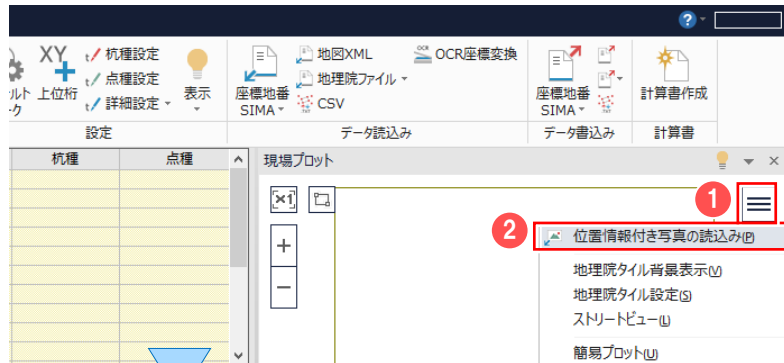 ?
XY 杭種設定
点種設定
上位桁 詳細設定
表示
設定
座標地番
SIMA
地図XML
地理院ファイル
CSV
OCR OCR座標変換
データ読込み
座標地番
SIMA
データ書込み
計算書作成
計算書
杭種 点種
現場プロット
×1
1
+
−
2
位置情報付き写真の読込み(P)
地理院タイル背景表示(V)
地理院タイル設定(S)
ストリートビュー(L)
簡易プロット(U)